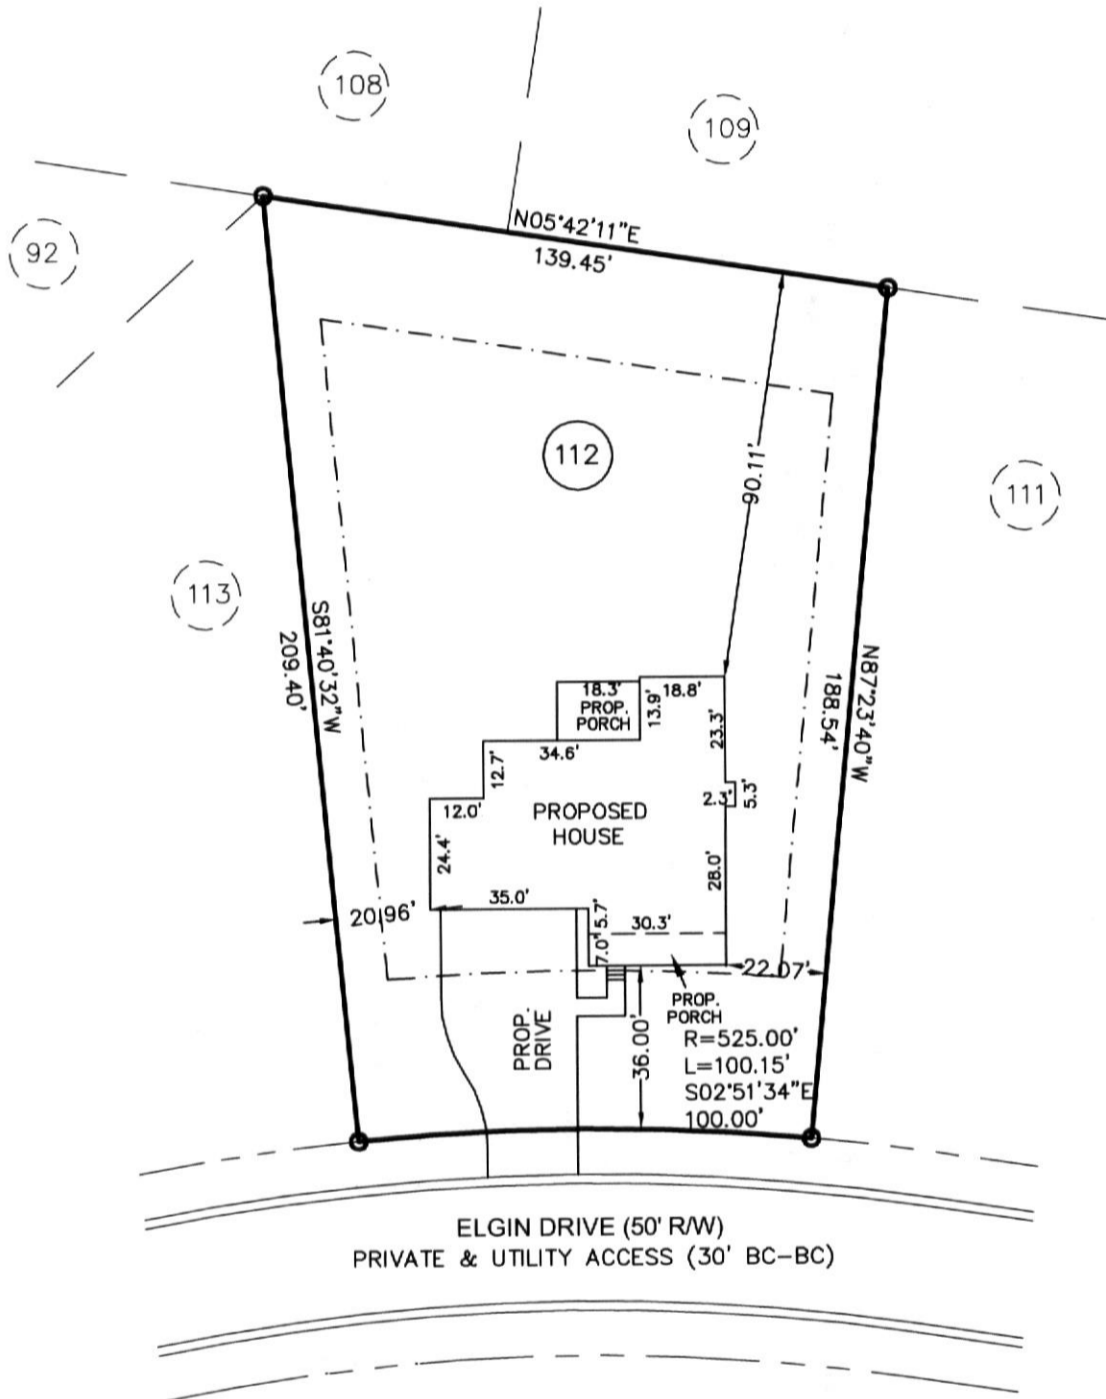 108
109
92
N05°42'11"E
139.45'
112
90.11'
111
113
S81°40'32"W
209.40'
N87°23'40"W
188.54'
18.3'
PROP.
PORCH
13.9'
18.8'
23.3'
34.6'
12.7'
2.3'
5.3'
12.0'
PROPOSED
HOUSE
24.4'
28.0'
35.0'
5.7'
30.3'
20.96'
7.0'
22.07'
PROP.
PORCH
PROP.
DRIVE
36.00'
R=525.00'
L=100.15'
S02°51'34"E
100.00'
ELGIN DRIVE (50' R/W)
PRIVATE & UTILITY ACCESS (30' BC-BC)